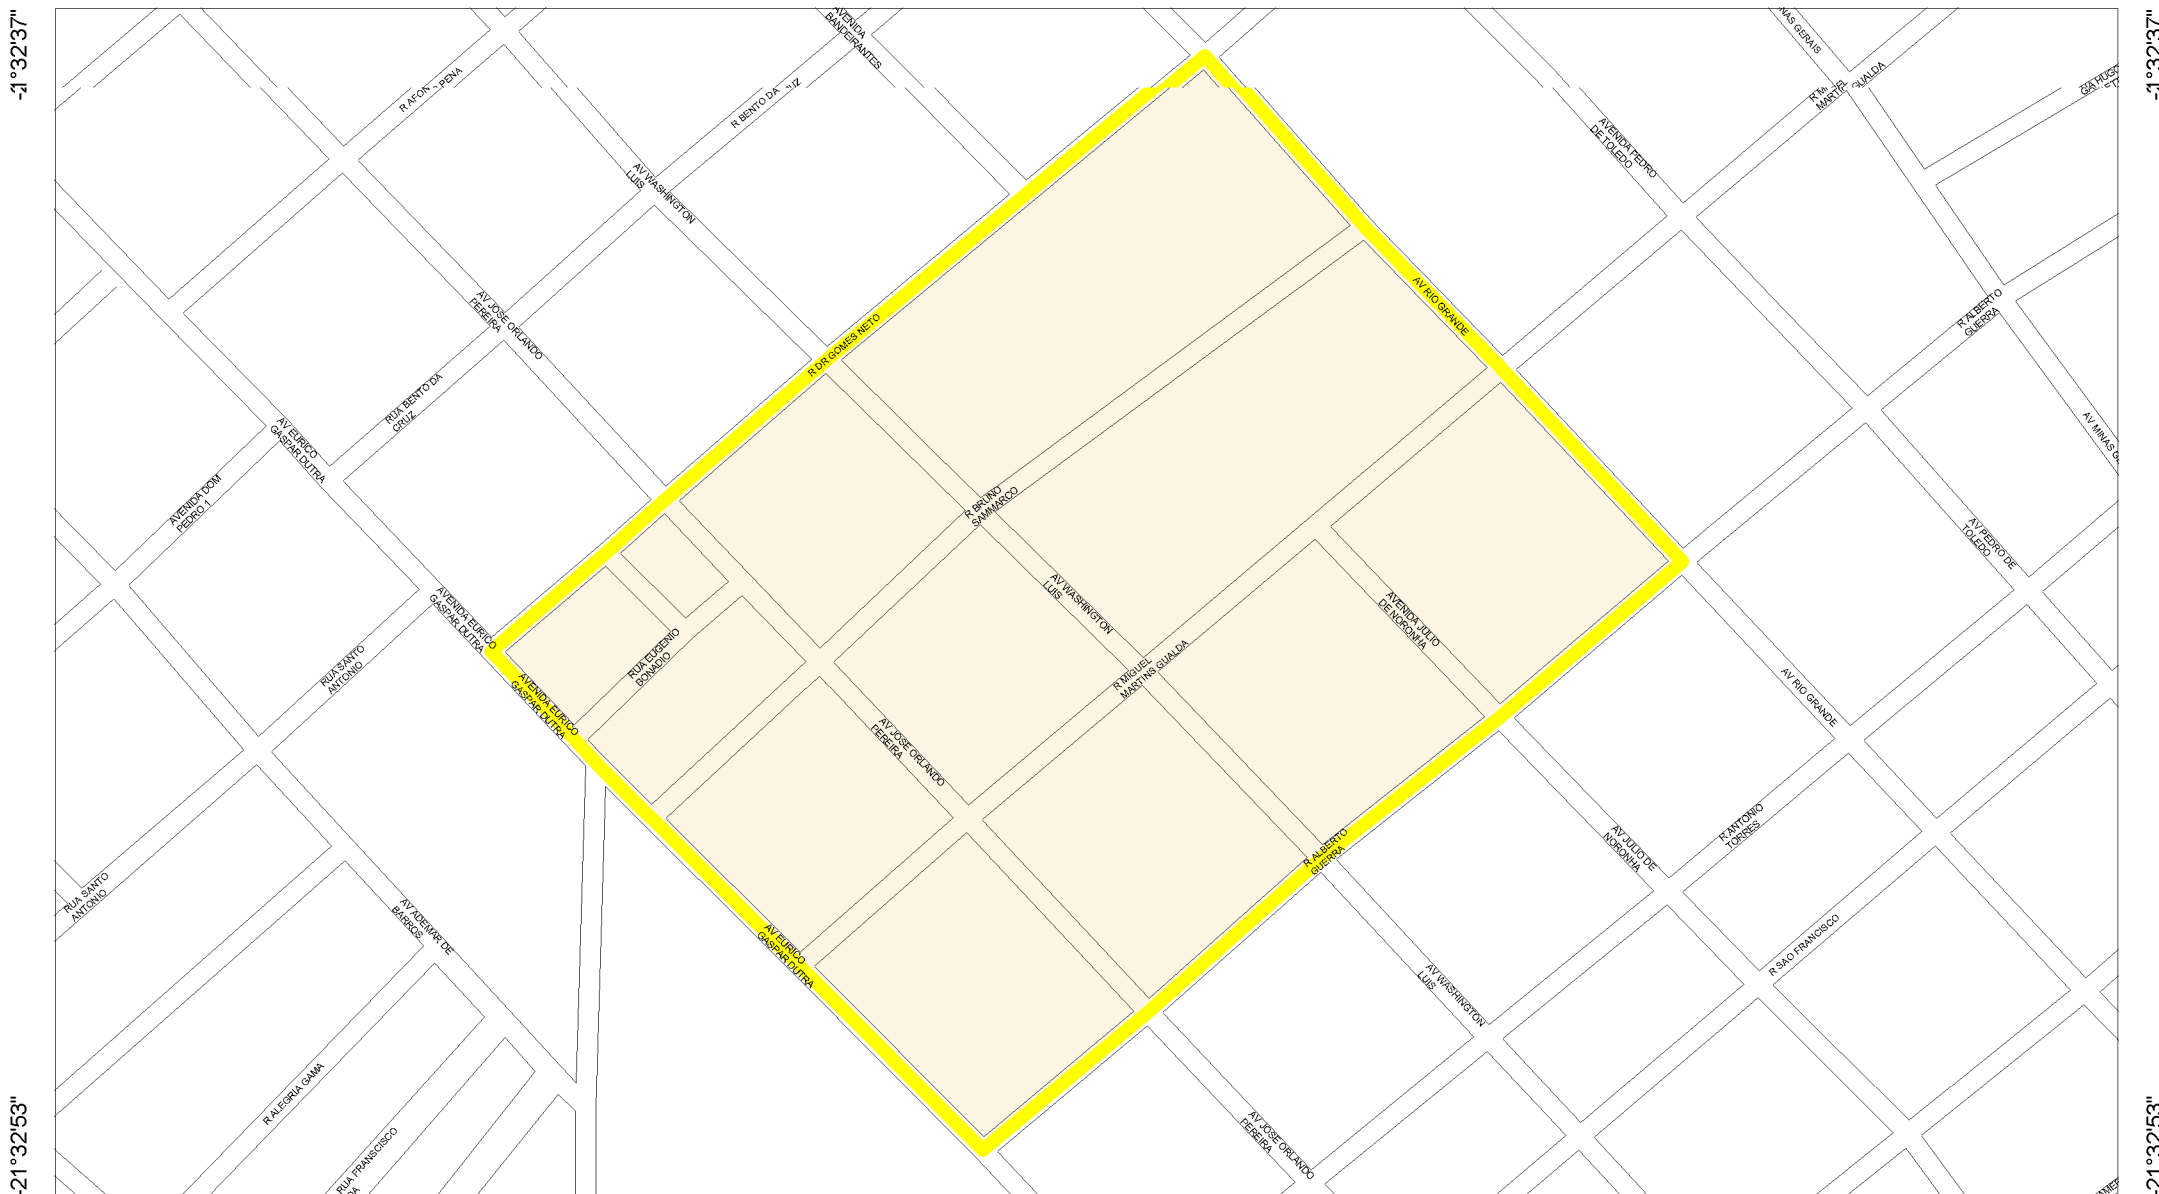 -21°32'37"
-21°32'37"
AVENIDA
BANDEIRANTES
NAS GERAIS
R BENTO DA
MARTI
GUALDA
AVENIDA PEDRO
DE TOLEDO
AV WASHINGTON
LUIS
AV JOSE ORLANDO
PEREIRA
AV RIO GRANDE
R ALBERTO
GUERRA
R DR GOMES NETO
RUA BENTO DA
CRUZ
AV EURICO
GASPAR DUTRA
AV MINAS G
AVENIDA DOM
PEDRO 1
R BRUNO
SAMMARCO
AV PEDRO DE
TOLEDO
AV WASHINGTON
LUIS
AVENIDA EURICO
GASPAR DUTRA
AVENIDA JULIO
DE NORONHA
RUA EUGENIO
BONADIO
RUA SANTO
ANTONIO
R MIGUEL
MARTINS GUALDA
AVENIDA EURICO
GASPAR DUTRA
AV RIO GRANDE
AV JOSE ORLANDO
PEREIRA
R ANTONIO
TORRES
R ALBERTO
GUERRA
AV JULIO DE
NORONHA
RUA SANTO
ANTONIO
AV ADEMAR DE
BARROS
AV EURICO
GASPAR DUTRA
R SAO FRANCISCO
AV WASHINGTON
LUIS
R ALEGRIA GAMA
-21°32'53"
-21°32'53"
AV JOSE ORLANDO
PEREIRA
RUA FRANSCISCO